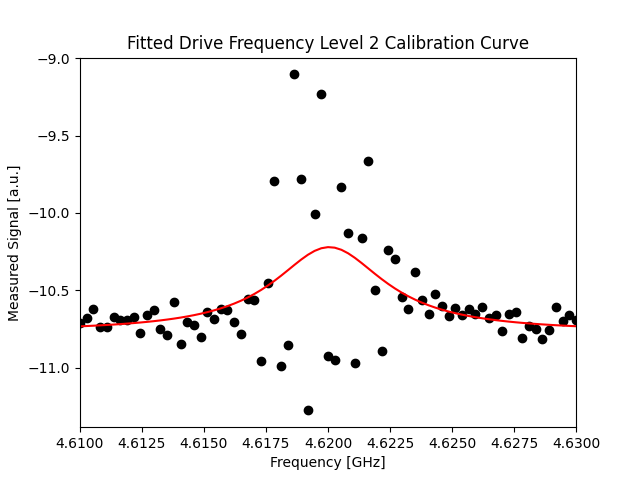 Fitted Drive Frequency Level 2 Calibration Curve
−9.0
−9.5
−10.0
−10.5
−11.0
Measured Signal [a.u.]
4.6100 4.6125 4.6150 4.6175 4.6200 4.6225 4.6250 4.6275 4.6300
Frequency [GHz]